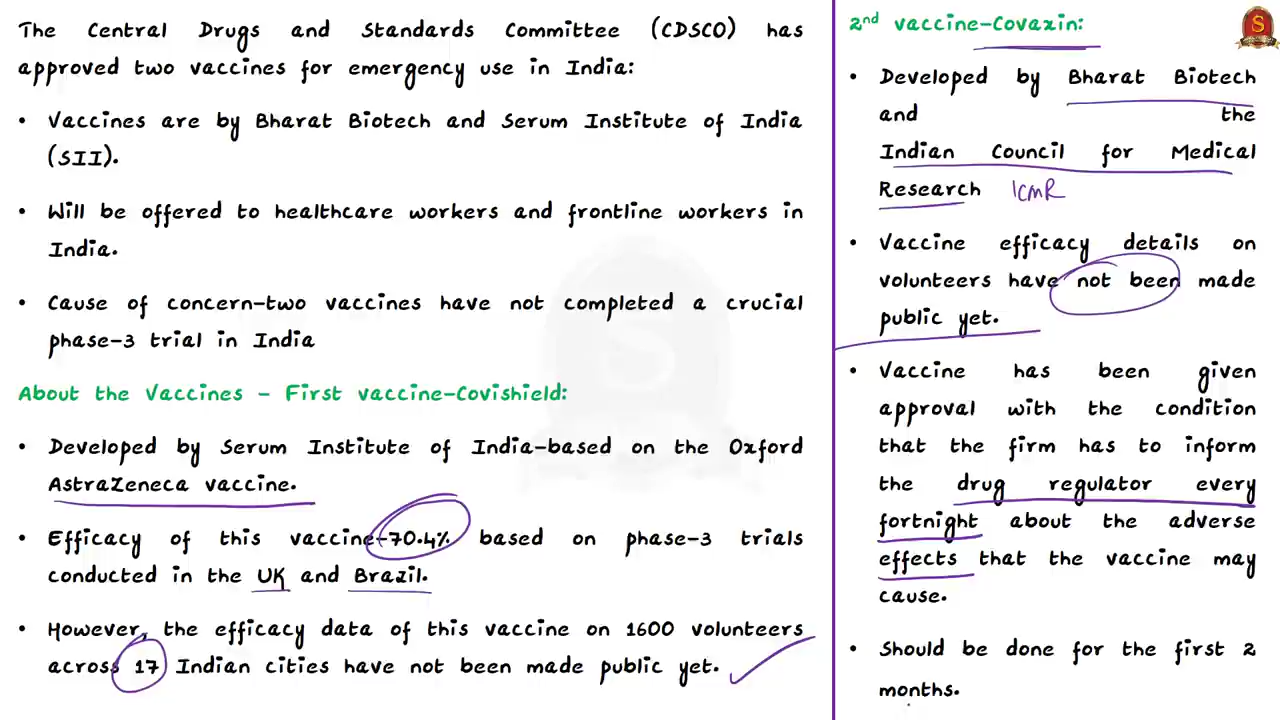 The Central Drugs and Standards Committee (CDSCO) has
approved two vaccines for emergency use in India:
• Vaccines are by Bharat Biotech and Serum Institute of India
(SII).
• Will be offered to healthcare workers and frontline workers in
India.
• Cause of concern-two vaccines have not completed a crucial
phase-3 trial in India
About the Vaccines - First vaccine-Covishield:
• Developed by Serum Institute of India-based on the Oxford
AstraZeneca vaccine.
• Efficacy of this vaccine-70.4% based on phase-3 trials
conducted in the UK and Brazil.
• However, the efficacy data of this vaccine on 1600 volunteers
across 17 Indian cities have not been made public yet.
2nd vaccine-Covaxin:
• Developed by Bharat Biotech
and the
Indian Council for Medical
Research ICMR
• Vaccine efficacy details on
volunteers have not been made
public yet.
• Vaccine has been given
approval with the condition
that the firm has to inform
the drug regulator every
fortnight about the adverse
effects that the vaccine may
cause.
• Should be done for the first 2
months.
S